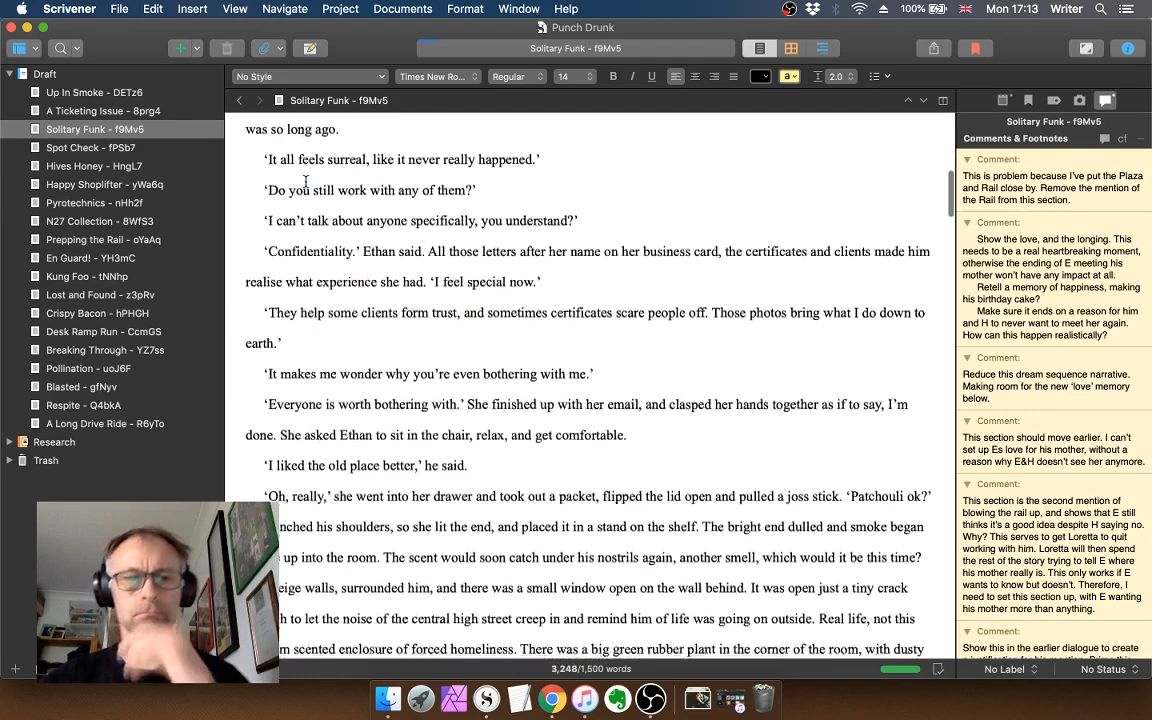 Scrivener File Edit Insert View Navigate Project Documents Format Window Help 100% Mon 17:13 Writer
Punch Drunk
Solitary Funk - f9Mv5
Draft
Up In Smoke - DETz6
A Ticketing Issue - 8prg4
Solitary Funk - f9Mv5
Spot Check - fPSb7
Hives Honey - HngL7
Happy Shoplifter - yWa6q
Pyrotechnics - nHh2f
N27 Collection - 8WfS3
Prepping the Rail - oYaAq
En Guard! - YH3mC
Kung Foo - tNNhp
Lost and Found - z3pRv
Crispy Bacon - hPHGH
Desk Ramp Run - CcmGS
Breaking Through - YZ7ss
Pollination - uoJ6F
Blasted - gfNyv
Respite - Q4bkA
A Long Drive Ride - R6yTo
Research
Trash
No Style Times New Ro... Regular 14 B I U a 2.0
Solitary Funk - f9Mv5
was so long ago.
‘It all feels surreal, like it never really happened.’
‘Do you still work with any of them?’
‘I can’t talk about anyone specifically, you understand?’
‘Confidentiality.’ Ethan said. All those letters after her name on her business card, the certificates and clients made him
realise what experience she had. ‘I feel special now.’
‘They help some clients form trust, and sometimes certificates scare people off. Those photos bring what I do down to
earth.’
‘It makes me wonder why you’re even bothering with me.’
‘Everyone is worth bothering with.’ She finished up with her email, and clasped her hands together as if to say, I’m
done. She asked Ethan to sit in the chair, relax, and get comfortable.
‘I liked the old place better,’ he said.
‘Oh, really,’ she went into her drawer and took out a packet, flipped the lid open and pulled a joss stick. ‘Patchouli ok?’
nched his shoulders, so she lit the end, and placed it in a stand on the shelf. The bright end dulled and smoke began
up into the room. The scent would soon catch under his nostrils again, another smell, which would it be this time?
eige walls, surrounded him, and there was a small window open on the wall behind. It was open just a tiny crack
h to let the noise of the central high street creep in and remind him of life was going on outside. Real life, not this
m scented enclosure of forced homeliness. There was a big green rubber plant in the corner of the room, with dusty
3,248/1,500 words
Solitary Funk - f9Mv5
Comments & Footnotes cf
Comment:
This is problem because I’ve put the Plaza
and Rail close by. Remove the mention of
the Rail from this section.
Comment:
Show the love, and the longing. This
needs to be a real heartbreaking moment,
otherwise the ending of E meeting his
mother won’t have any impact at all.
Retell a memory of happiness, making
his birthday cake?
Make sure it ends on a reason for him
and H to never want to meet her again.
How can this happen realistically?
Comment:
Reduce this dream sequence narrative.
Making room for the new ‘love’ memory
below.
Comment:
This section should move earlier. I can’t
set up Es love for his mother, without a
reason why E&H doesn’t see her anymore.
Comment:
This section is the second mention of
blowing the rail up, and shows that E still
thinks it’s a good idea despite H saying no.
Why? This serves to get Loretta to quit
working with him. Loretta will then spend
the rest of the story trying to tell E where
his mother really is. This only works if E
wants to know but doesn’t. Therefore, I
need to set this section up, with E wanting
his mother more than anything.
Comment:
Show this in the earlier dialogue to create
No Label No Status